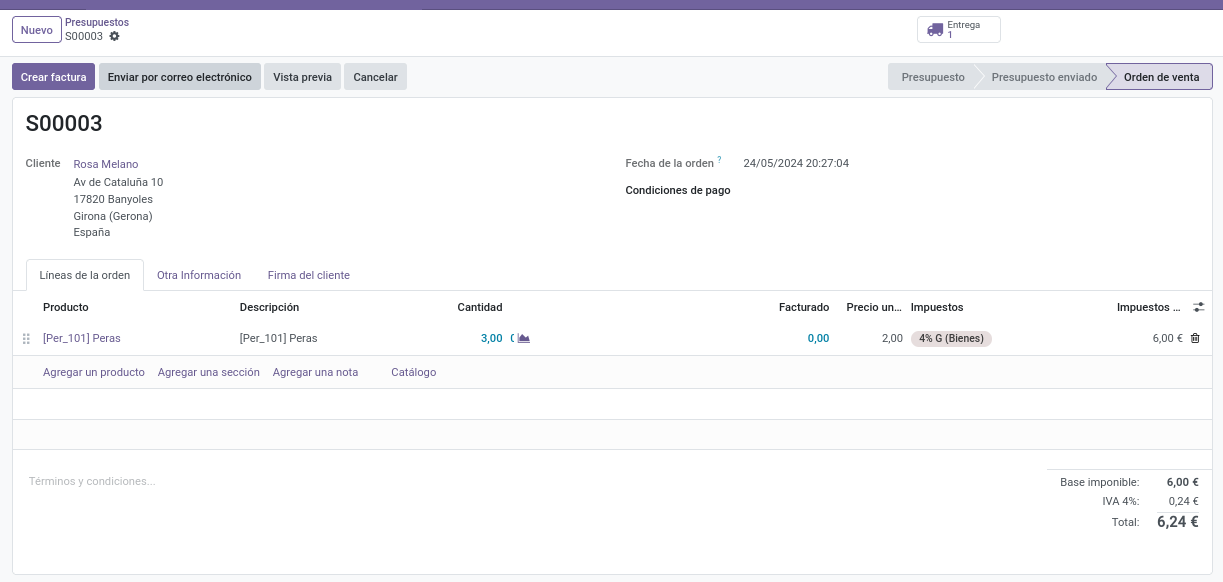 Nuevo
Presupuestos
S00003
Entrega
1
Crear factura
Enviar por correo electrónico
Vista previa
Cancelar
Presupuesto
Presupuesto enviado
Orden de venta
S00003
Cliente
Rosa Melano
Av de Cataluña 10
17820 Banyoles
Girona (Gerona)
España
Fecha de la orden ?
24/05/2024 20:27:04
Condiciones de pago
Líneas de la orden
Otra Información
Firma del cliente
Producto Descripción Cantidad Facturado Precio un... Impuestos Impuestos ...
[Per_101] Peras [Per_101] Peras 3,00 0,00 2,00 4% G (Bienes) 6,00 €
Agregar un producto Agregar una sección Agregar una nota Catálogo
Términos y condiciones...
Base imponible: 6,00 €
IVA 4%: 0,24 €
Total: 6,24 €